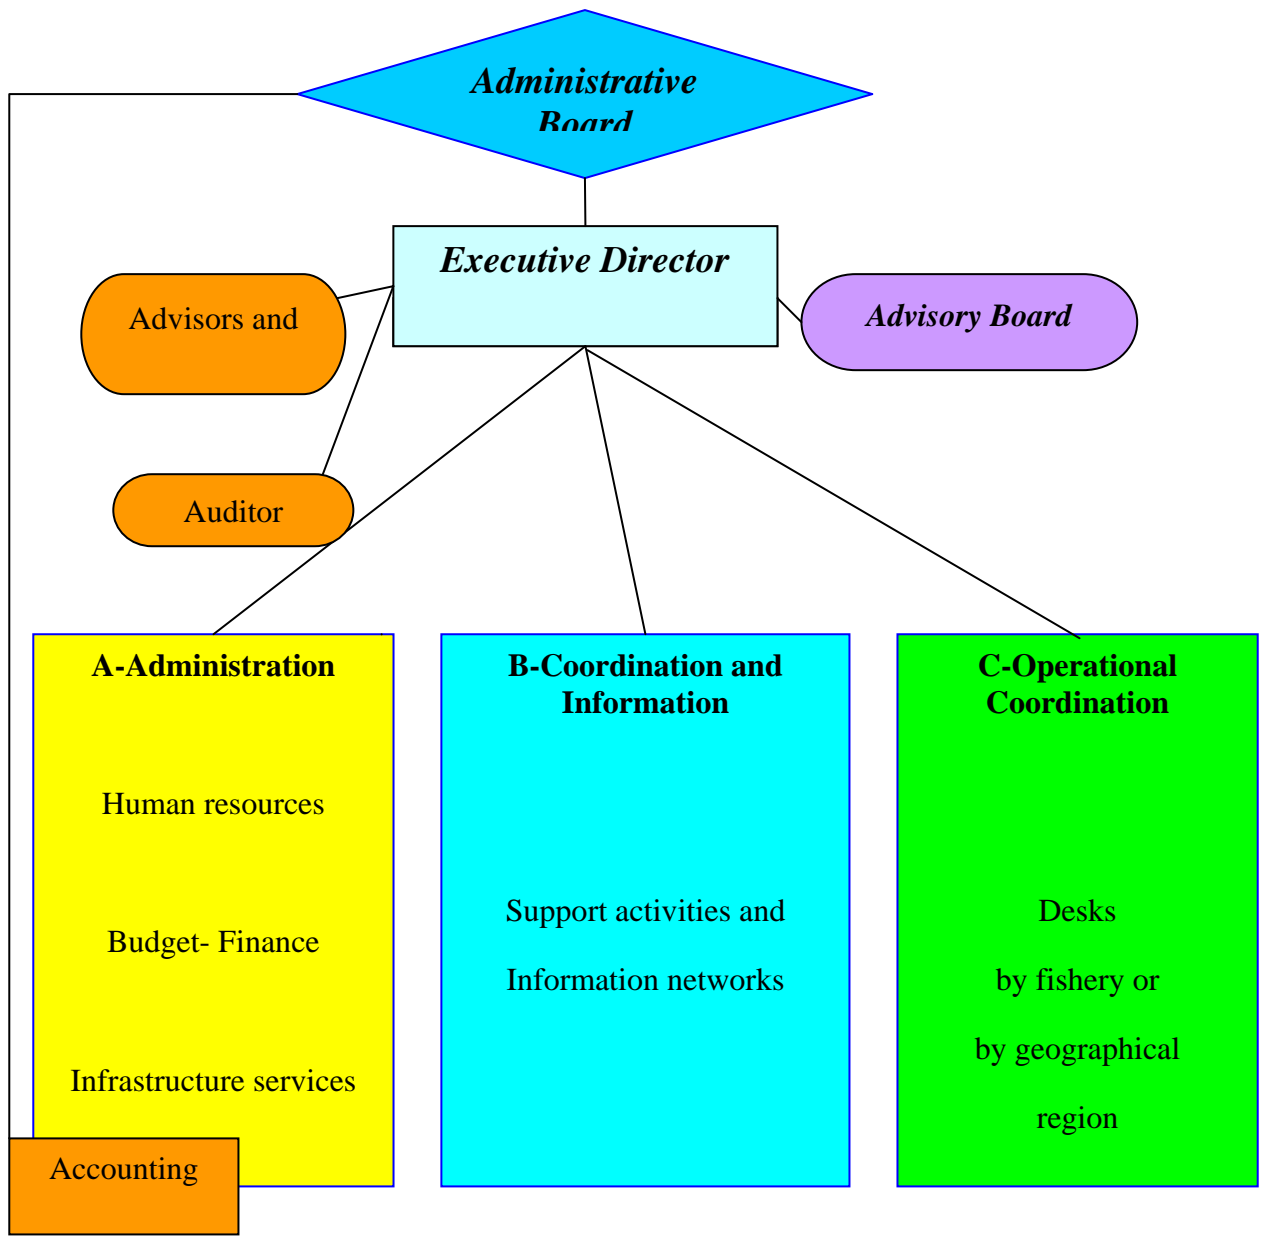 Administrative
Board
Executive Director
Advisors and
Advisory Board
Auditor
A-Administration
Human resources
Budget- Finance
Infrastructure services
Accounting
B-Coordination and
Information
Support activities and
Information networks
C-Operational
Coordination
Desks
by fishery or
by geographical
region